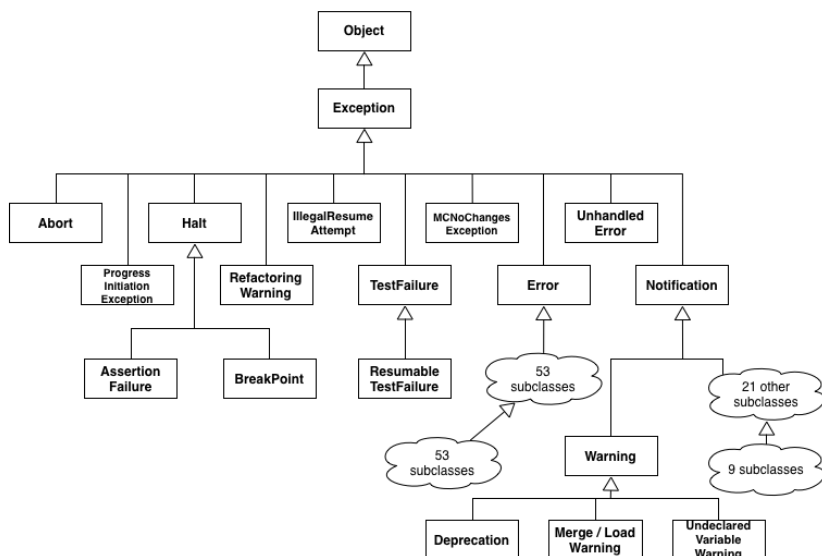 Object
Exception
Abort
Halt
IllegalResume
Attempt
MCNoChanges
Exception
Unhandled
Error
Progress
Initiation
Exception
Refactoring
Warning
TestFailure
Error
Notification
Assertion
Failure
BreakPoint
Resumable
TestFailure
53
subclasses
21 other
subclasses
53
subclasses
Warning
9 subclasses
Deprecation
Merge / Load
Warning
Undeclared
Variable
Warning